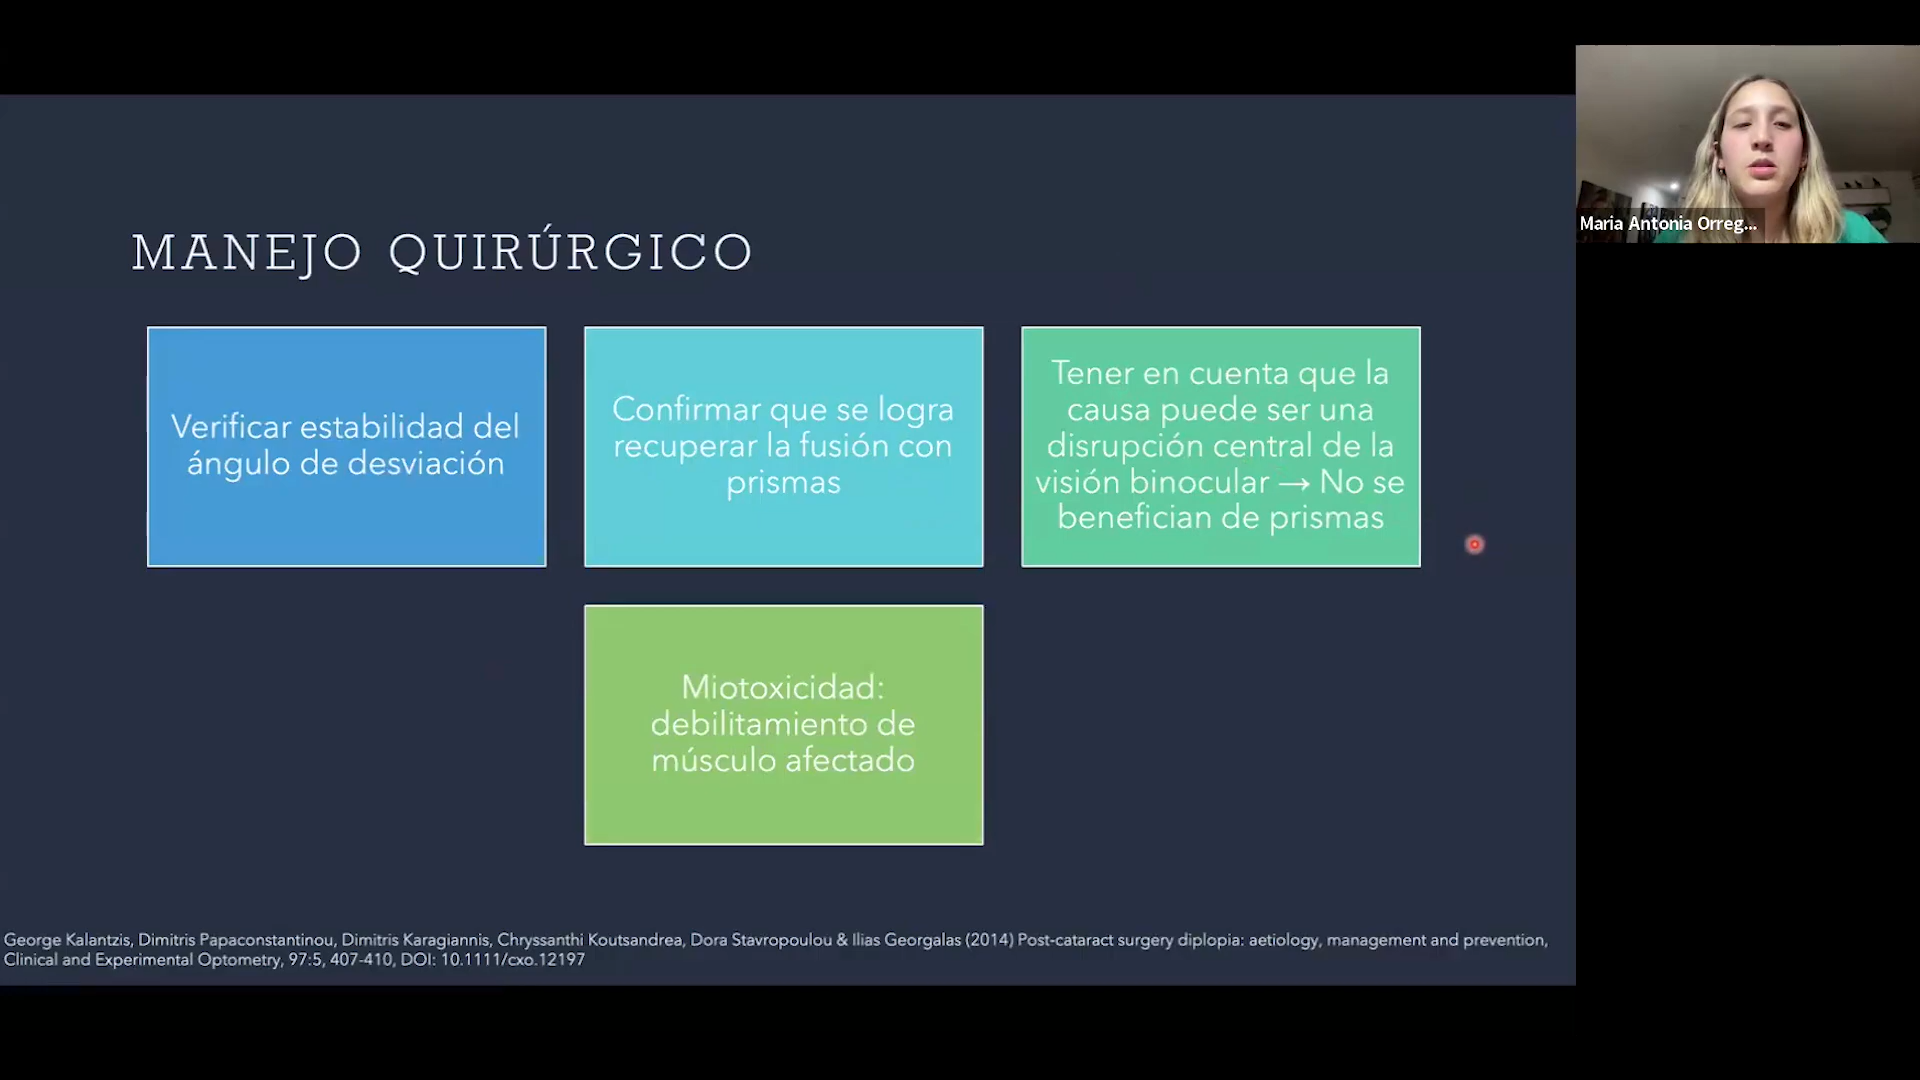 MANEJO QUIRÚRGICO
Verificar estabilidad del
ángulo de desviación
Confirmar que se logra
recuperar la fusión con
prismas
Tener en cuenta que la
causa puede ser una
disrupción central de la
visión binocular → No se
benefician de prismas
Miotoxicidad:
debilitamiento de
músculo afectado
George Kalantzis, Dimitris Papaconstantinou, Dimitris Karagiannis, Chryssanthi Koutsandrea, Dora Stavropoulou & Ilias Georgalas (2014) Post-cataract surgery diplopia: aetiology, management and prevention,
Clinical and Experimental Optometry, 97:5, 407-410, DOI: 10.1111/cxo.12197
Maria Antonia Orreg...